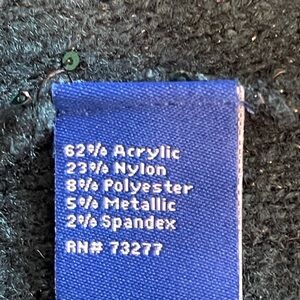 62% Acrylic
23% Nylon
8% Polyester
5% Metallic
2% Spandex
RN# 73277